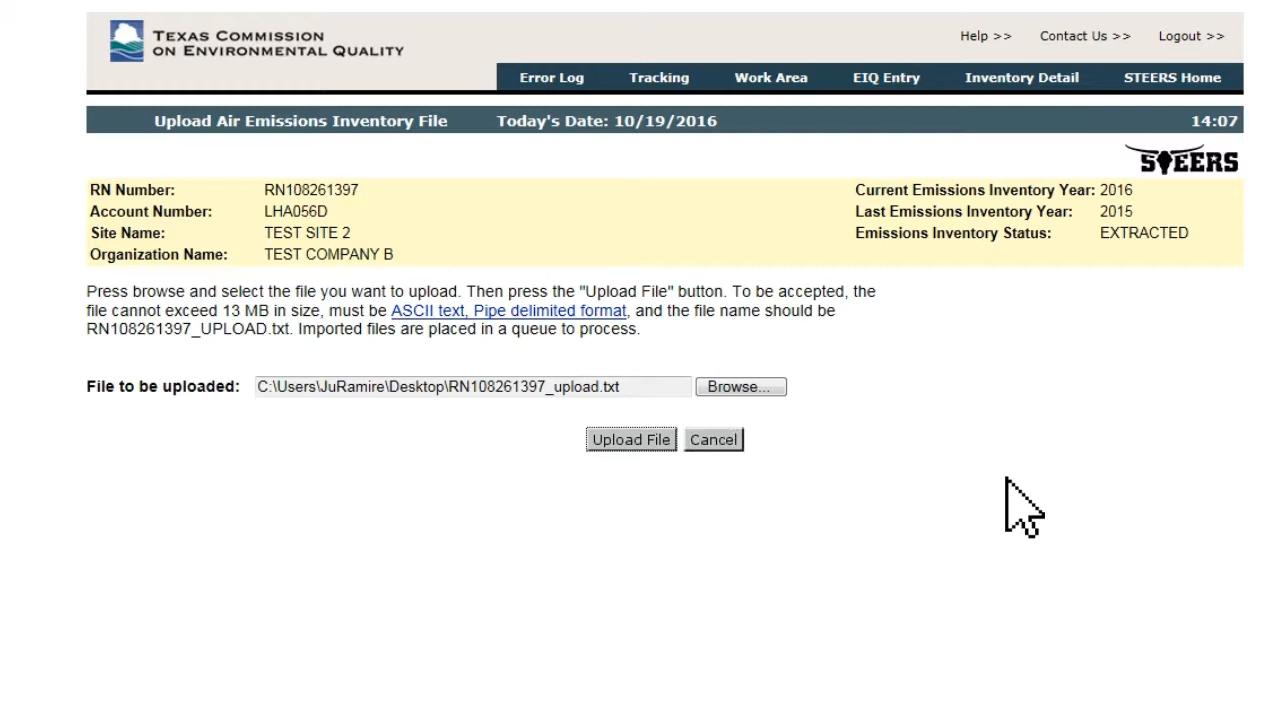 TEXAS COMMISSION
ON ENVIRONMENTAL QUALITY
Help >> Contact Us >> Logout >>
Error Log Tracking Work Area EIQ Entry Inventory Detail STEERS Home
Upload Air Emissions Inventory File Today's Date: 10/19/2016 14:07
STEERS
RN Number: RN108261397 Current Emissions Inventory Year: 2016
Account Number: LHA056D Last Emissions Inventory Year: 2015
Site Name: TEST SITE 2 Emissions Inventory Status: EXTRACTED
Organization Name: TEST COMPANY B
Press browse and select the file you want to upload. Then press the "Upload File" button. To be accepted, the
file cannot exceed 13 MB in size, must be ASCII text, Pipe delimited format, and the file name should be
RN108261397_UPLOAD.txt. Imported files are placed in a queue to process.
File to be uploaded: C:\Users\JuRamire\Desktop\RN108261397_upload.txt Browse...
Upload File Cancel